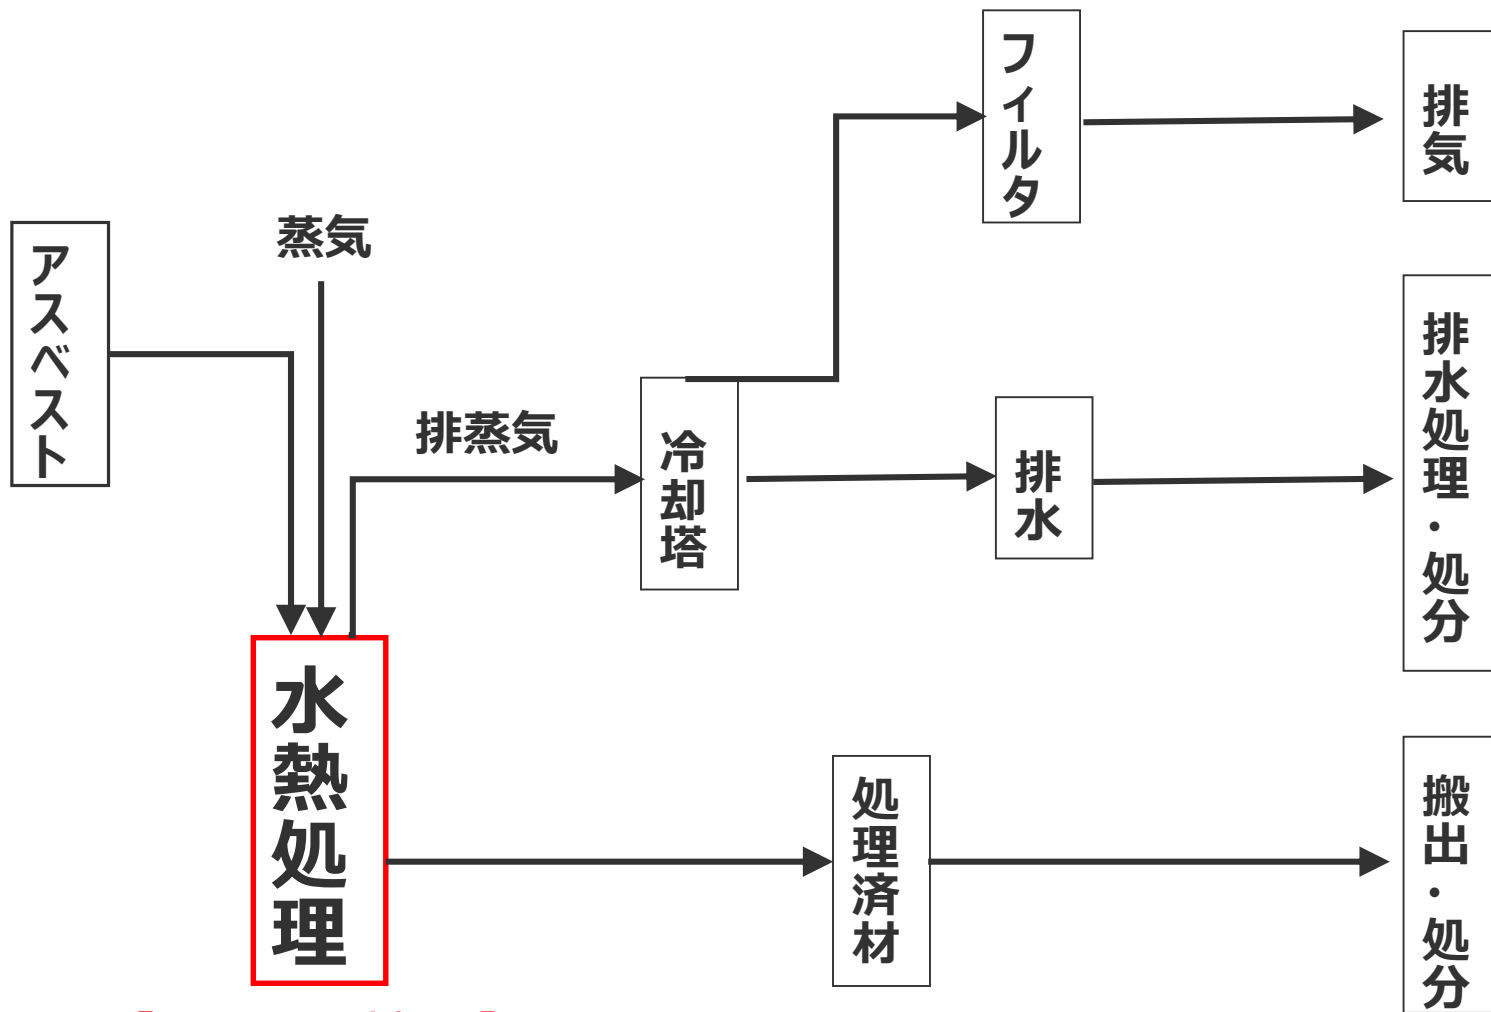 アスベスト
蒸気
水熱処理
排蒸気
冷却塔
フィルタ
排気
排水
排水処理・処分
処理済材
搬出・処分